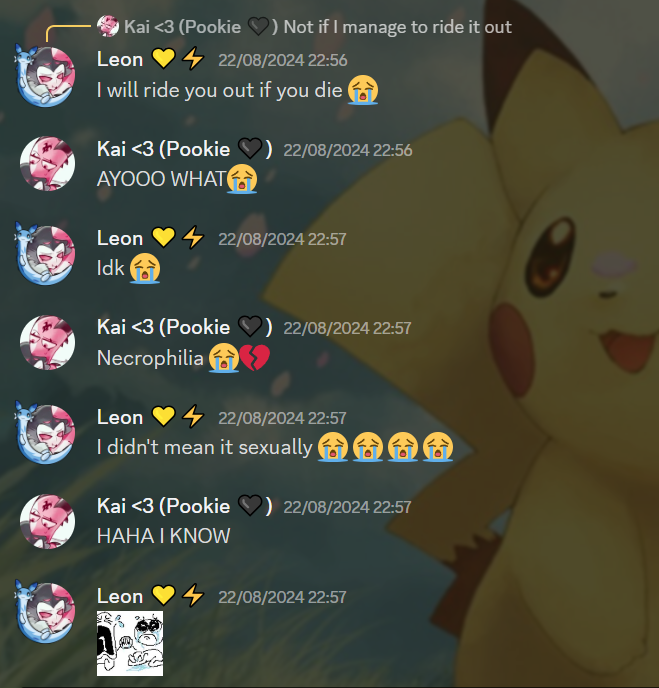 Kai <3 (Pookie 🖤) Not if I manage to ride it out
Leon 💛⚡ 22/08/2024 22:56
I will ride you out if you die 😭
Kai <3 (Pookie 🖤) 22/08/2024 22:56
AYOOO WHAT😭
Leon 💛⚡ 22/08/2024 22:57
Idk 😭
Kai <3 (Pookie 🖤) 22/08/2024 22:57
Necrophilia 😭💔
Leon 💛⚡ 22/08/2024 22:57
I didn't mean it sexually 😭😭😭😭
Kai <3 (Pookie 🖤) 22/08/2024 22:57
HAHA I KNOW
Leon 💛⚡ 22/08/2024 22:57